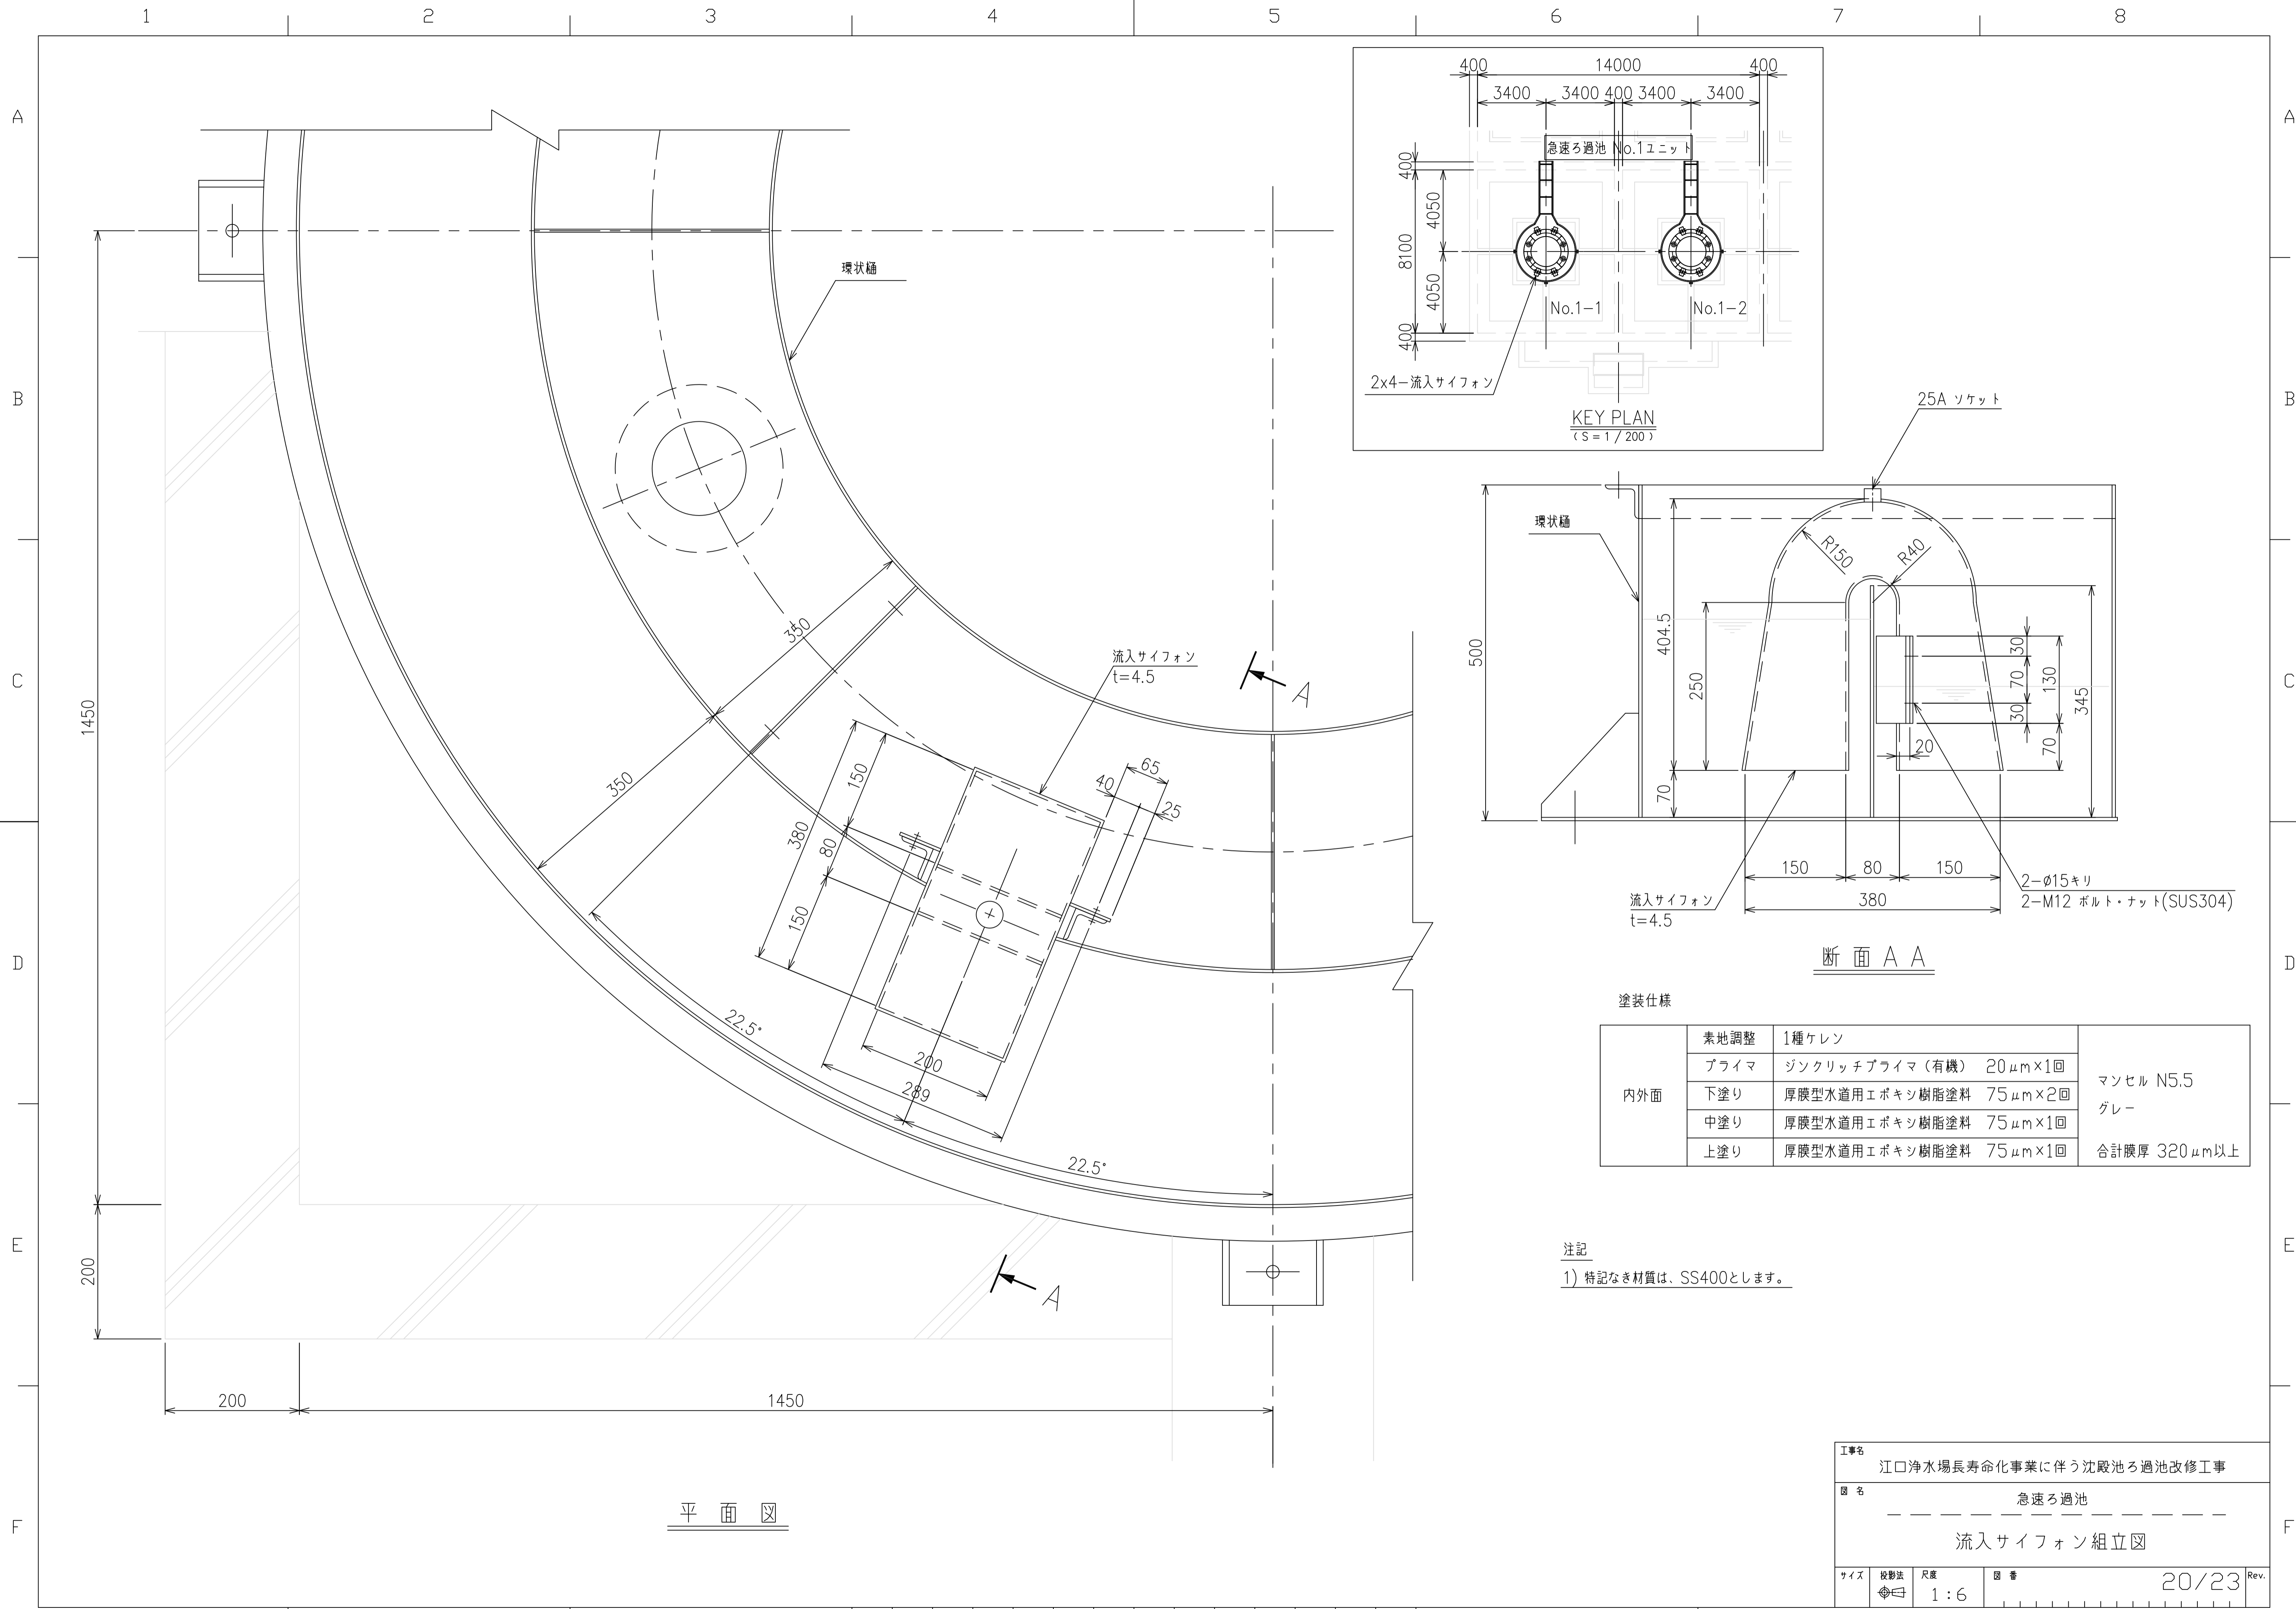 1 2 3 4 5 6 7 8
A A
B B
C C
D D
E E
F F
400 14000 400
3400 3400 400 3400 3400
急速ろ過池 No.1ユニット
400
4050
8100
4050
400
No.1-1 No.1-2
2x4-流入サイフォン
KEY PLAN
(S=1/200)
環状樋
1450
200
200 1450
350
350
流入サイフォン
t=4.5
A
A
65
40
25
150
380
80
150
22.5°
22.5°
200
289
平 面 図
25A ソケット
環状樋
R150
R40
500
404.5
250
70
30
70
30
130
345
70
20
150 80 150
380
流入サイフォン
t=4.5
2-φ15キリ
2-M12 ボルト・ナット(SUS304)
断 面 A A
塗装仕様
内外面
素地調整 1種ケレン
プライマ ジンクリッチプライマ(有機) 20μm×1回
下塗り 厚膜型水道用エポキシ樹脂塗料 75μm×2回
中塗り 厚膜型水道用エポキシ樹脂塗料 75μm×1回
上塗り 厚膜型水道用エポキシ樹脂塗料 75μm×1回
マンセル N5.5
グレー
合計膜厚 320μm以上
注記
1) 特記なき材質は、SS400とします。
工事名
江口浄水場長寿命化事業に伴う沈殿池ろ過池改修工事
図 名
急速ろ過池
流入サイフォン組立図
サイズ 投影法 尺度 図 番 Rev.
1:6 20/23